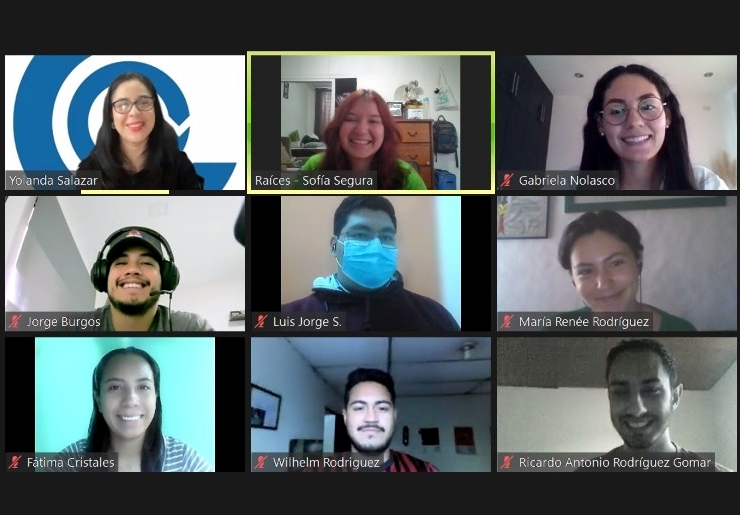 Yolanda Salazar
Raíces - Sofía Segura
Gabriela Nolasco
Jorge Burgos
Luis Jorge S.
María Renée Rodríguez
Fátima Cristales
Wilhelm Rodriguez
Ricardo Antonio Rodríguez Gomar